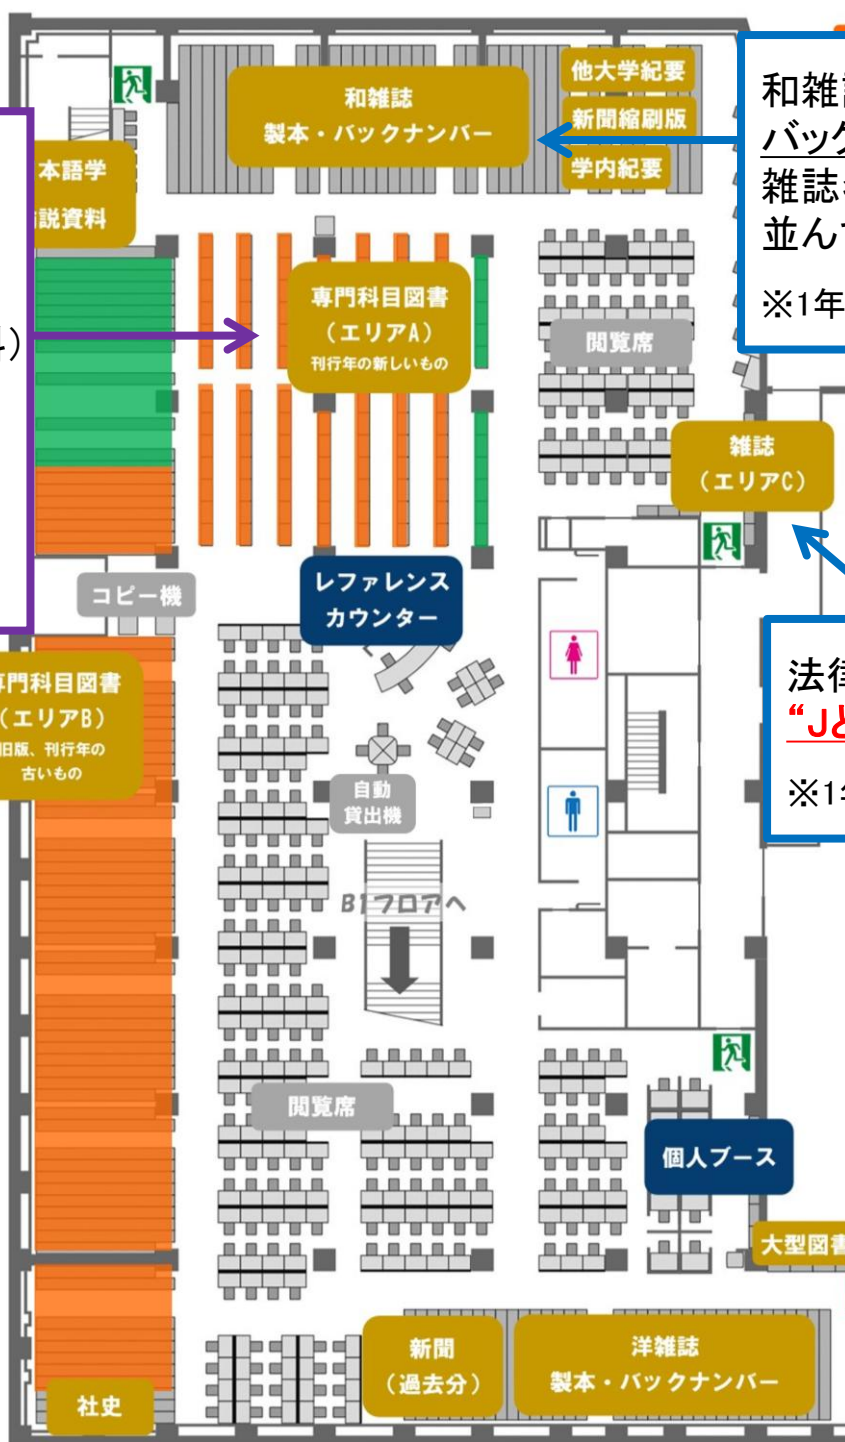 他大学紀要
和雑誌
製本・バックナンバー
新聞縮刷版
学内紀要
和雑
バック
雑誌
並ん
※1年
本語学
説資料
専門科目図書
(エリアA)
刊行年の新しいもの
閲覧席
雑誌
(エリアC)
コピー機
レファレンス
カウンター
法律
“Jと
※1年
門科目図書
(エリアB)
旧版、刊行年の
古いもの
自動
貸出機
B1フロアへ
閲覧席
個人ブース
大型図書
新聞
(過去分)
洋雑誌
製本・バックナンバー
社史